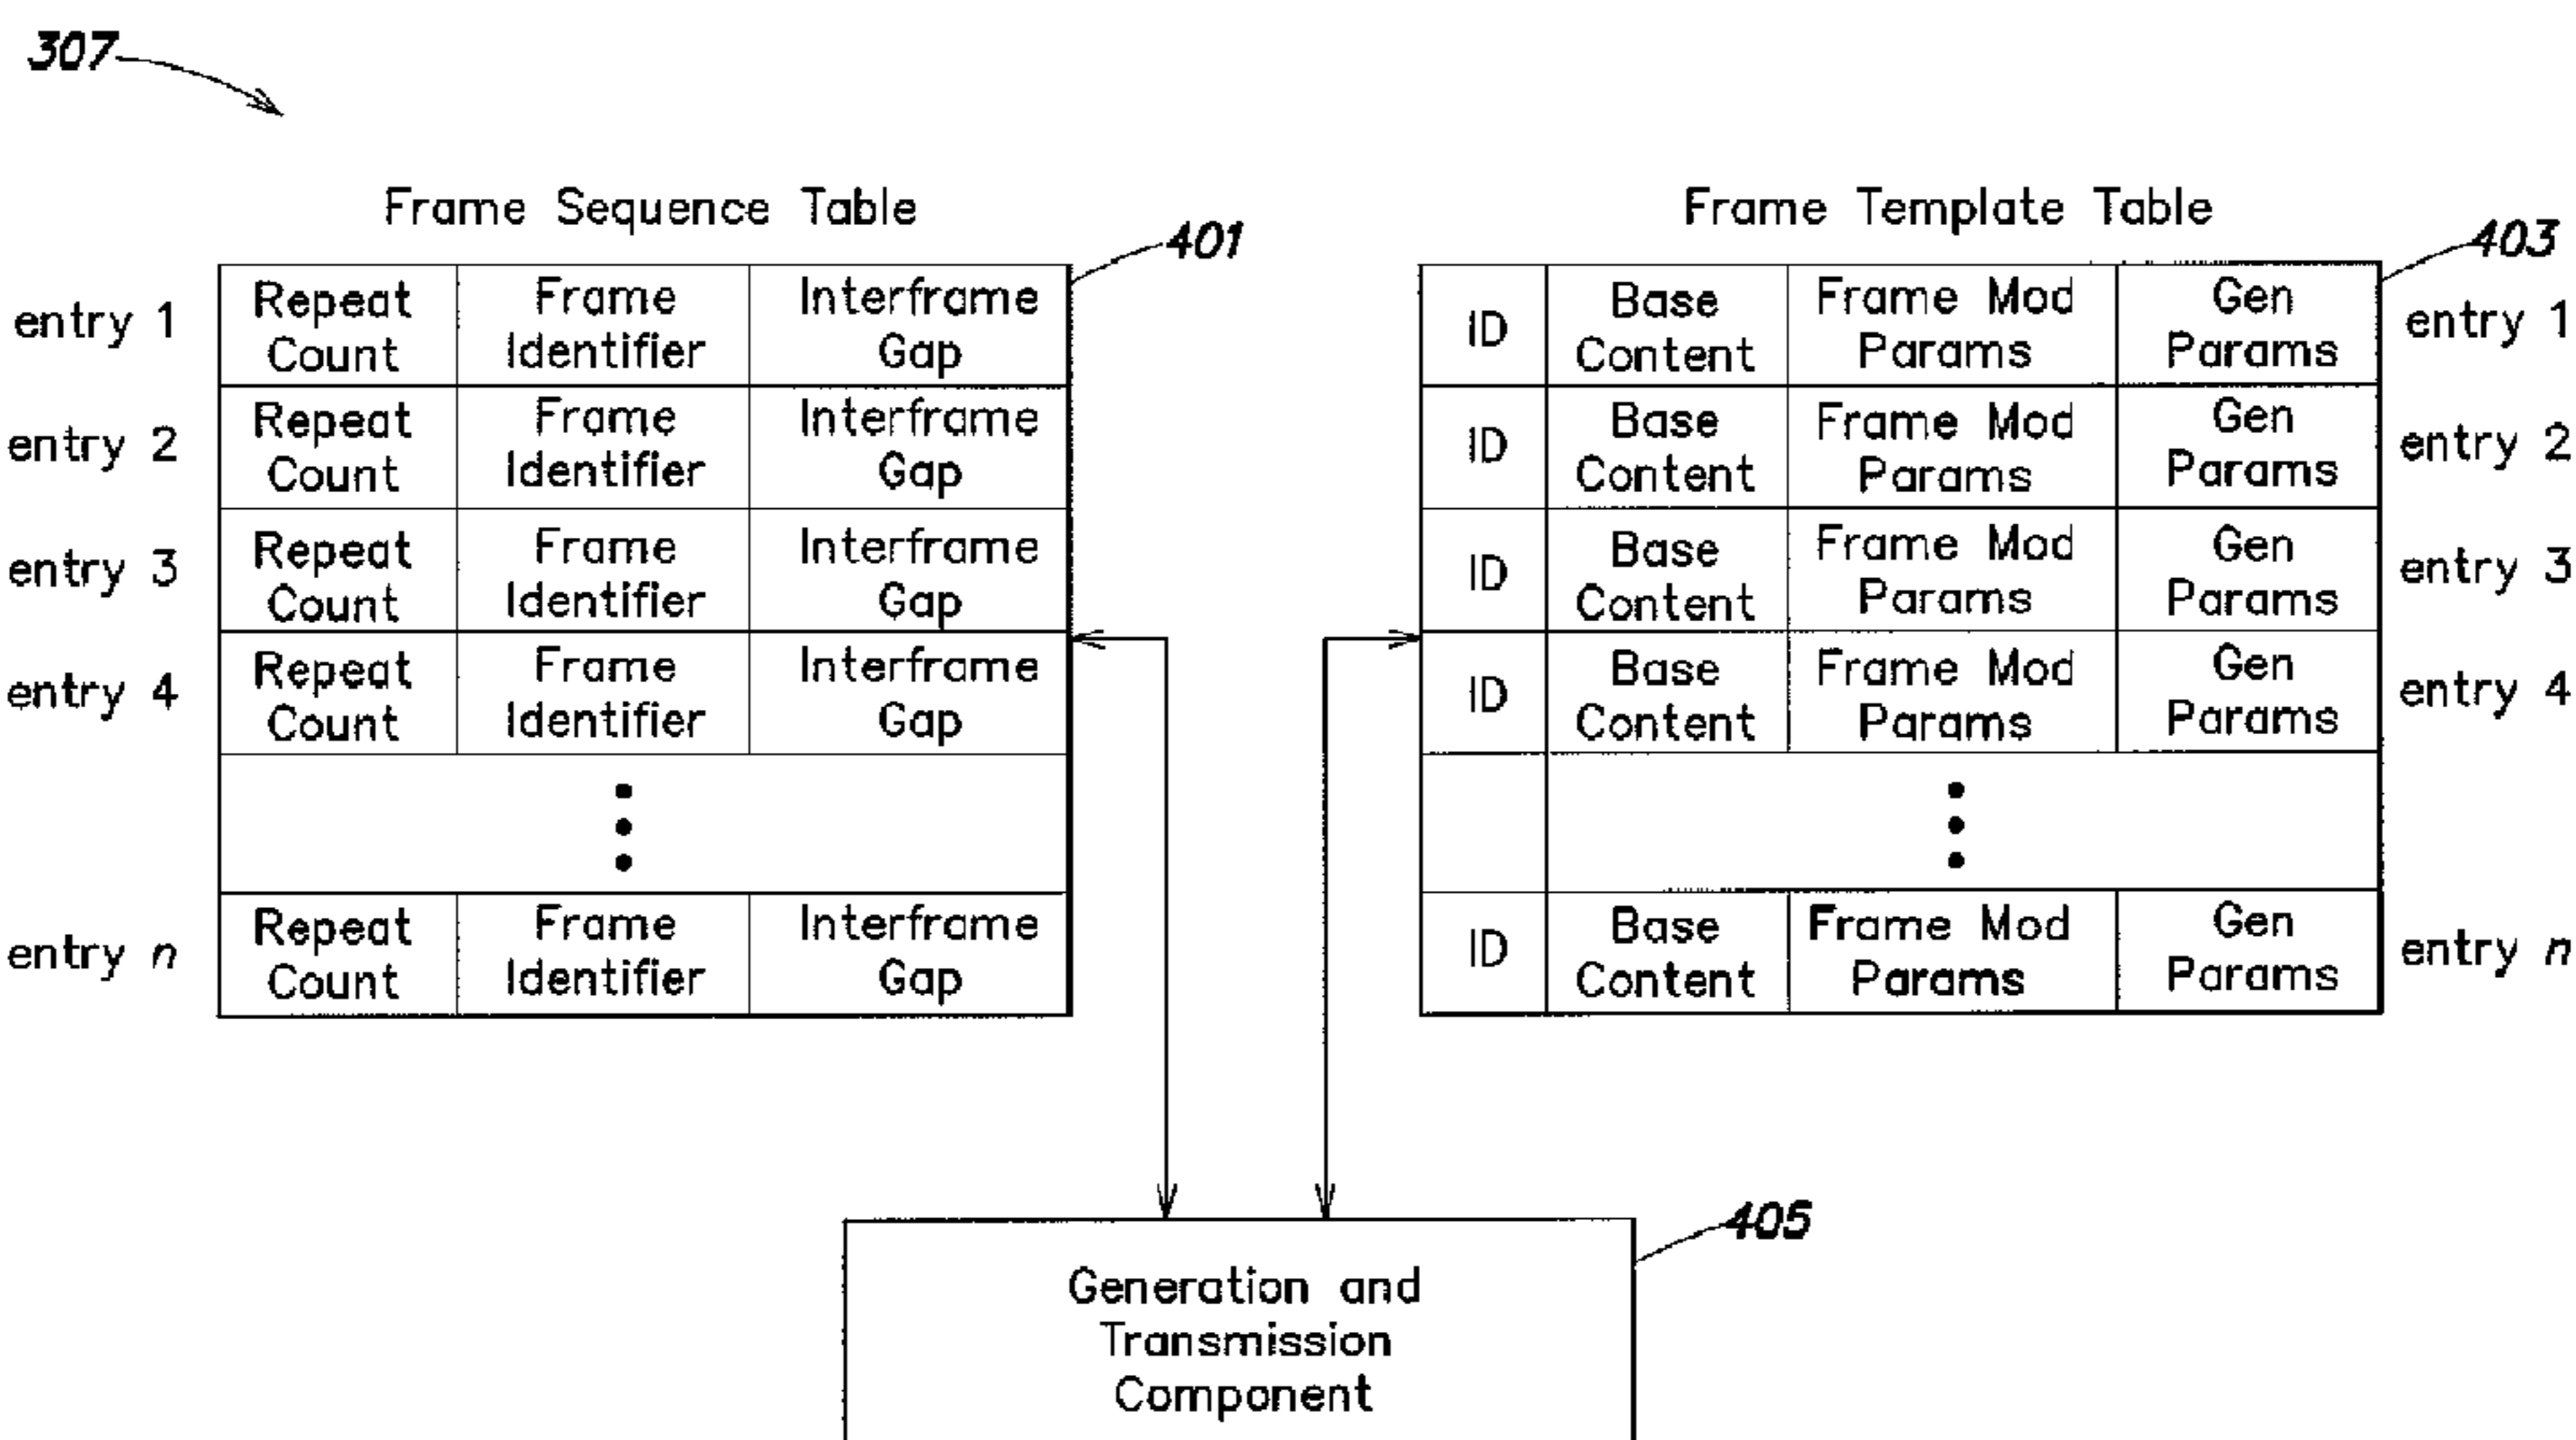 307
Frame Sequence Table
401
entry 1
Repeat Count
Frame Identifier
Interframe Gap
entry 2
Repeat Count
Frame Identifier
Interframe Gap
entry 3
Repeat Count
Frame Identifier
Interframe Gap
entry 4
Repeat Count
Frame Identifier
Interframe Gap
entry n
Repeat Count
Frame Identifier
Interframe Gap
Frame Template Table
403
ID
Base Content
Frame Mod Params
Gen Params
entry 1
ID
Base Content
Frame Mod Params
Gen Params
entry 2
ID
Base Content
Frame Mod Params
Gen Params
entry 3
ID
Base Content
Frame Mod Params
Gen Params
entry 4
ID
Base Content
Frame Mod Params
Gen Params
entry n
405
Generation and
Transmission
Component